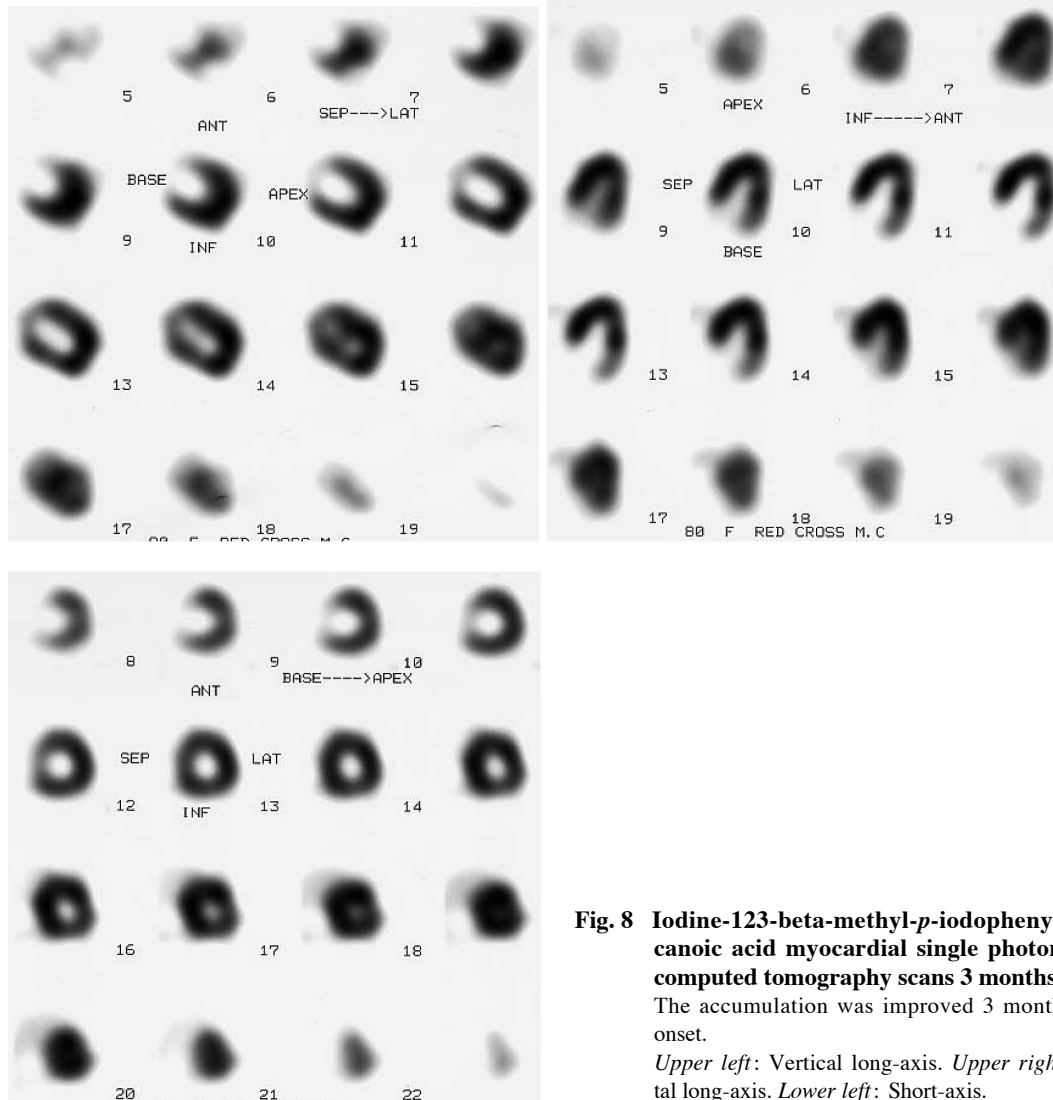 5 6 7
ANT SEP--->LAT
BASE APEX
9 INF 10 11
13 14 15
17 18 19
80 F RED CROSS M.C
5 6 7
APEX INF----->ANT
SEP LAT
9 10 11
BASE
13 14 15
17 18 19
80 F RED CROSS M.C
8 9 10
ANT BASE---->APEX
SEP LAT
12 INF 13 14
16 17 18
20 21 22
Fig. 8 Iodine-123-beta-methyl-p-iodopheny
canoic acid myocardial single photon
computed tomography scans 3 months
The accumulation was improved 3 mont
onset.
Upper left: Vertical long-axis. Upper righ
tal long-axis. Lower left: Short-axis.